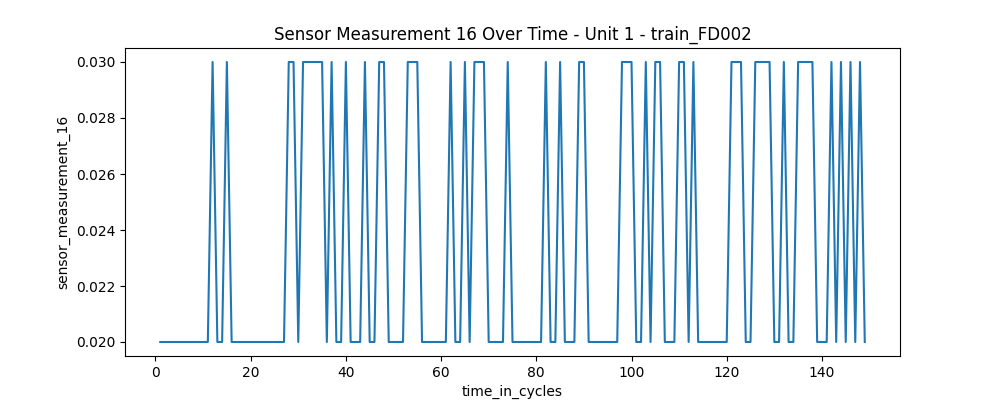 Sensor Measurement 16 Over Time - Unit 1 - train_FD002
0.030
0.028
0.026
0.024
0.022
0.020
sensor_measurement_16
0 20 40 60 80 100 120 140
time_in_cycles